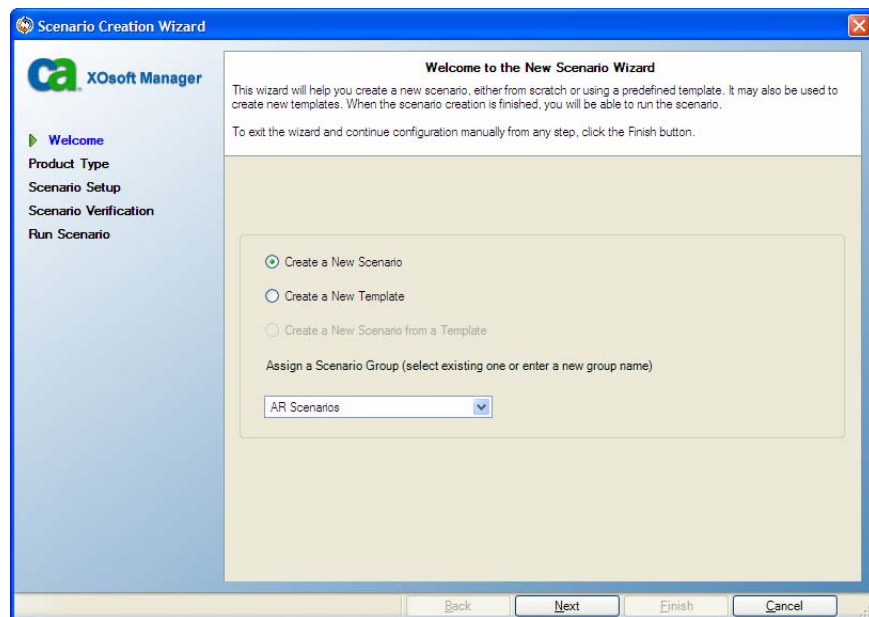 Scenario Creation Wizard
ca XOsoft Manager
Welcome
Product Type
Scenario Setup
Scenario Verification
Run Scenario
Welcome to the New Scenario Wizard
This wizard will help you create a new scenario, either from scratch or using a predefined template. It may also be used to
create new templates. When the scenario creation is finished, you will be able to run the scenario.
To exit the wizard and continue configuration manually from any step, click the Finish button.
Create a New Scenario
Create a New Template
Create a New Scenario from a Template
Assign a Scenario Group (select existing one or enter a new group name)
AR Scenarios
Back Next Finish Cancel